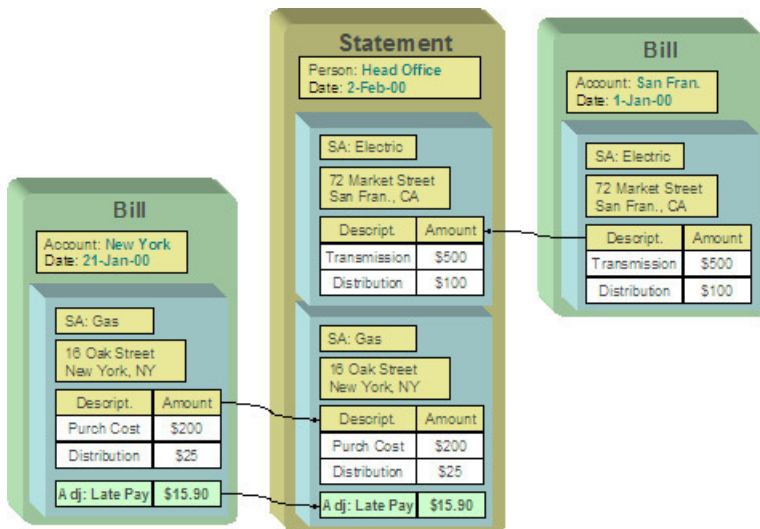 Bill
Account: New York
Date: 21-Jan-00
SA: Gas
16 Oak Street
New York, NY
Descript. Amount
Purch Cost $200
Distribution $25
Adj: Late Pay $15.90
Statement
Person: Head Office
Date: 2-Feb-00
SA: Electric
72 Market Street
San Fran., CA
Descript. Amount
Transmission $500
Distribution $100
SA: Gas
16 Oak Street
New York, NY
Descript. Amount
Purch Cost $200
Distribution $25
Adj: Late Pay $15.90
Bill
Account: San Fran.
Date: 1-Jan-00
SA: Electric
72 Market Street
San Fran., CA
Descript. Amount
Transmission $500
Distribution $100